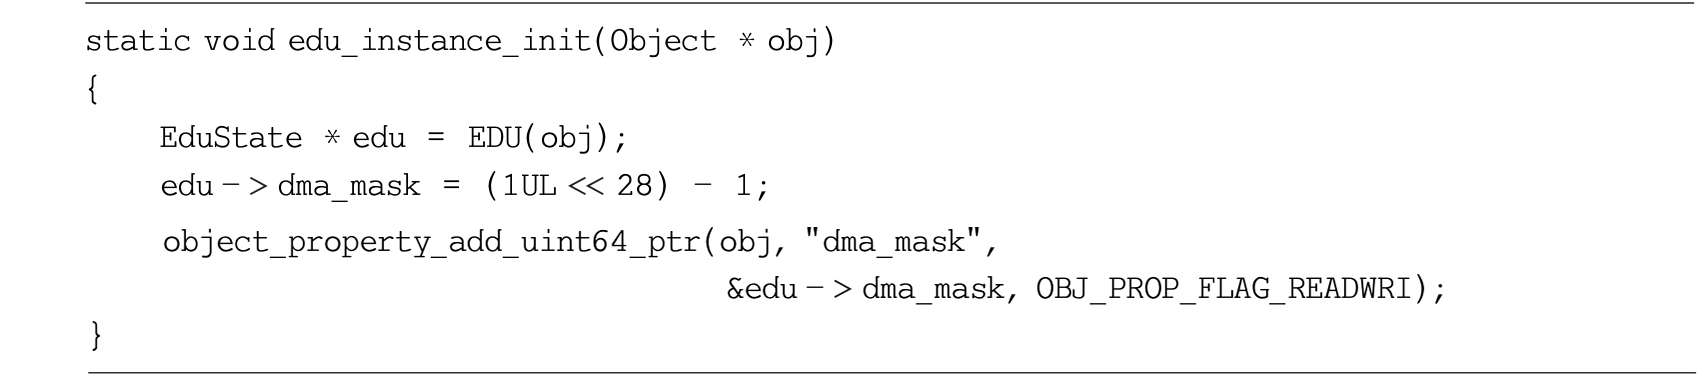 static void edu_instance_init(Object * obj)
{
    EduState * edu = EDU(obj);
    edu -> dma_mask = (1UL << 28) - 1;
    object_property_add_uint64_ptr(obj, "dma_mask",
                                   &edu -> dma_mask, OBJ_PROP_FLAG_READWRI);
}